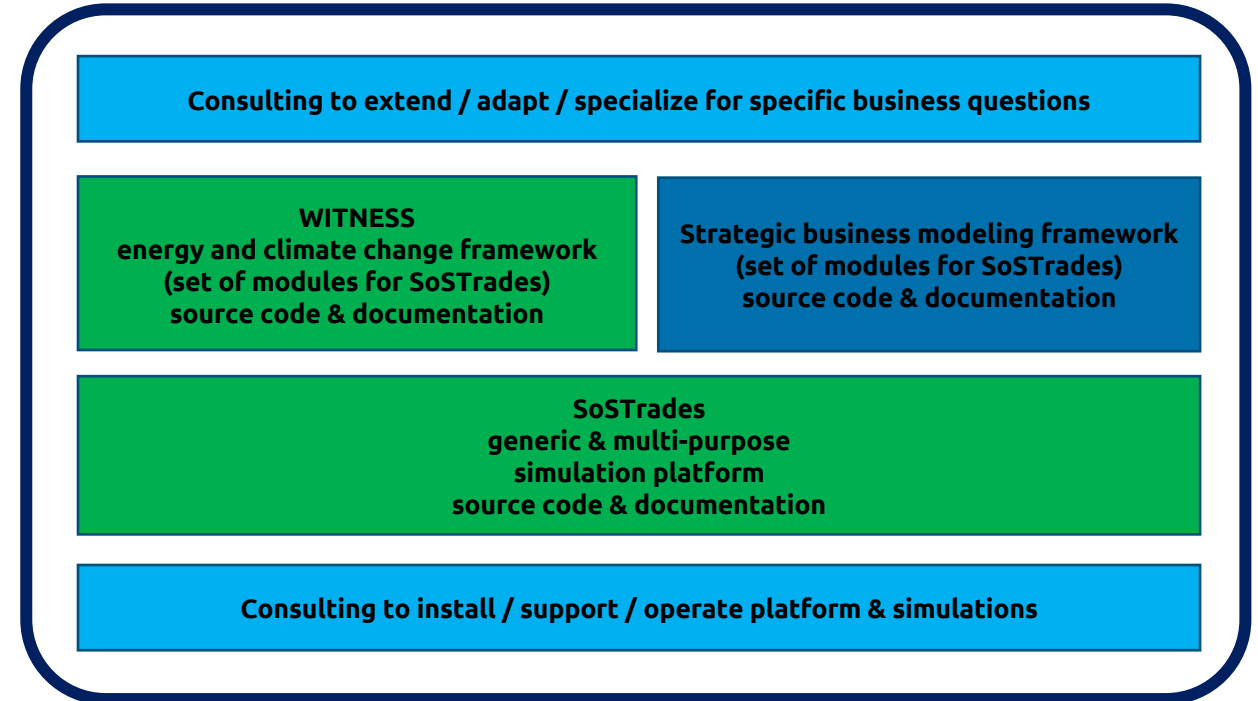 Consulting to extend / adapt / specialize for specific business questions
WITNESS
energy and climate change framework
(set of modules for SoSTrades)
source code & documentation
Strategic business modeling framework
(set of modules for SoSTrades)
source code & documentation
SoSTrades
generic & multi-purpose
simulation platform
source code & documentation
Consulting to install / support / operate platform & simulations